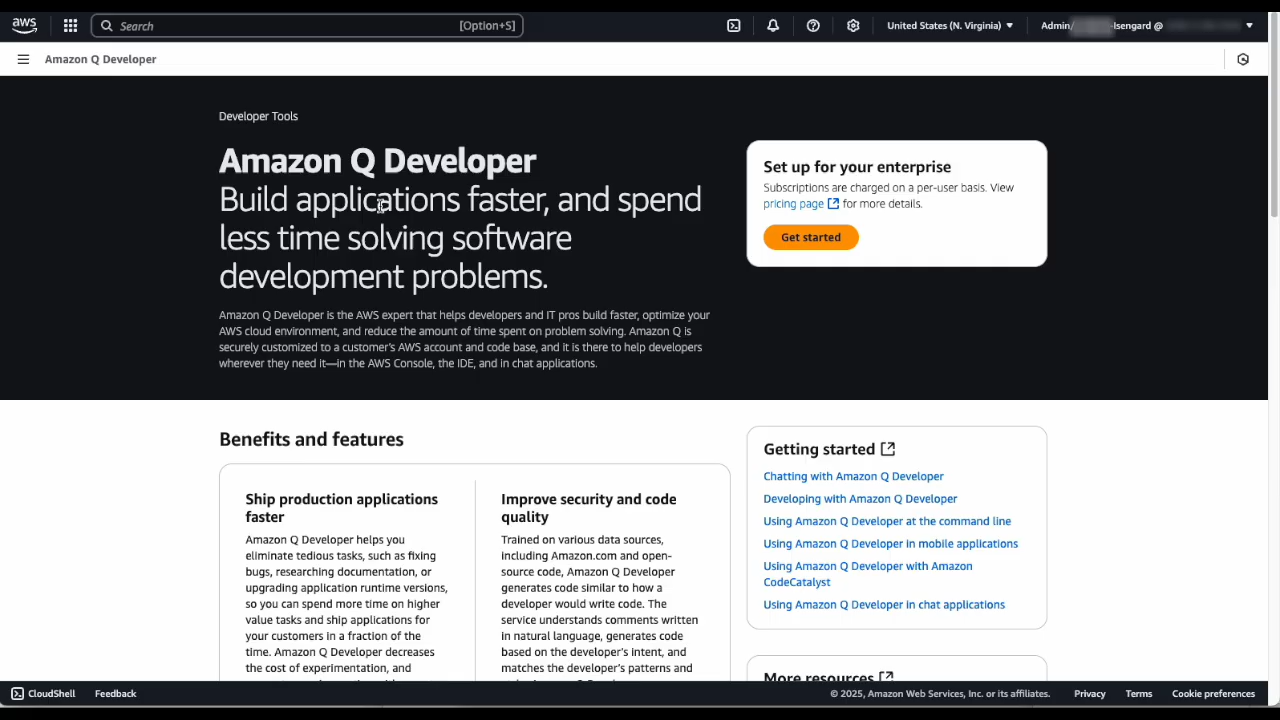 aws
Search
[Option+S]
United States (N. Virginia)
Admin/
-Isengard @
Amazon Q Developer
Developer Tools
Amazon Q Developer
Build applications faster, and spend
less time solving software
development problems.
Amazon Q Developer is the AWS expert that helps developers and IT pros build faster, optimize your
AWS cloud environment, and reduce the amount of time spent on problem solving. Amazon Q is
securely customized to a customer's AWS account and code base, and it is there to help developers
wherever they need it—in the AWS Console, the IDE, and in chat applications.
Set up for your enterprise
Subscriptions are charged on a per-user basis. View
pricing page for more details.
Get started
Benefits and features
Ship production applications
faster
Amazon Q Developer helps you
eliminate tedious tasks, such as fixing
bugs, researching documentation, or
upgrading application runtime versions,
so you can spend more time on higher
value tasks and ship applications for
your customers in a fraction of the
time. Amazon Q Developer decreases
the cost of experimentation, and
Improve security and code
quality
Trained on various data sources,
including Amazon.com and open-
source code, Amazon Q Developer
generates code similar to how a
developer would write code. The
service understands comments written
in natural language, generates code
based on the developer's intent, and
matches the developer's patterns and
Getting started
Chatting with Amazon Q Developer
Developing with Amazon Q Developer
Using Amazon Q Developer at the command line
Using Amazon Q Developer in mobile applications
Using Amazon Q Developer with Amazon
CodeCatalyst
Using Amazon Q Developer in chat applications
More resources
CloudShell
Feedback
© 2025, Amazon Web Services, Inc. or its affiliates.
Privacy
Terms
Cookie preferences